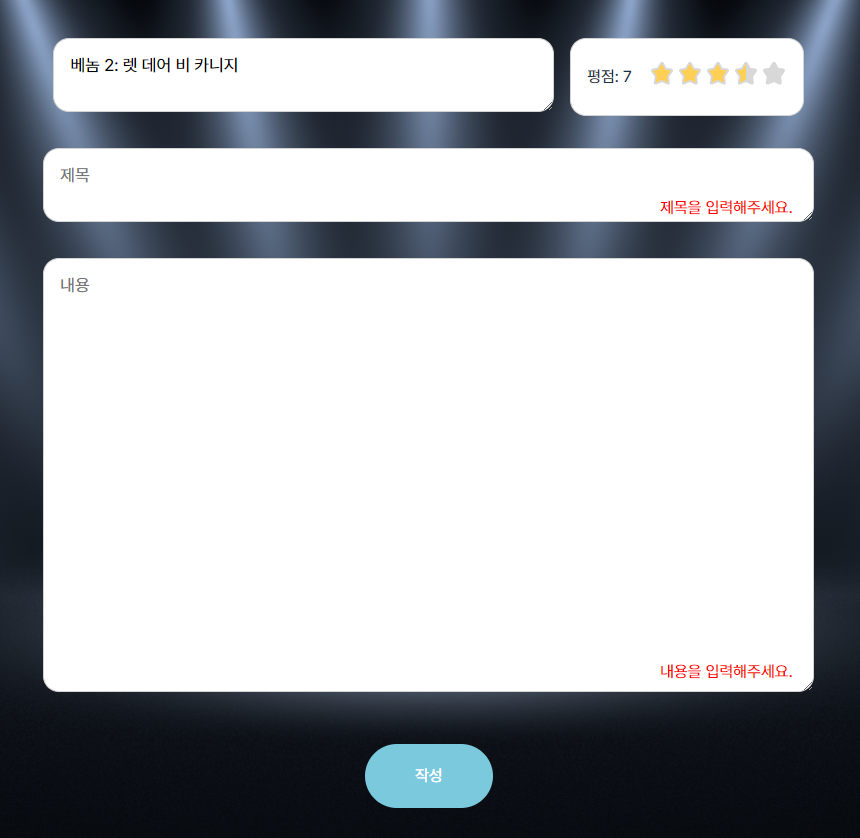 베놈 2: 렛 데어 비 카니지
평점: 7
제목
제목을 입력해주세요.
내용
내용을 입력해주세요.
작성